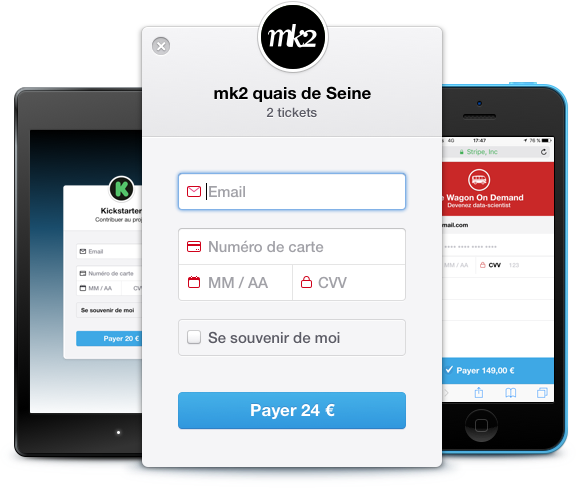 mk2
mk2 quais de Seine
2 tickets
Email
Numéro de carte
MM / AA
CVV
Se souvenir de moi
Payer 24 €
K
Kickstarter
Contribuer au proj
Email
Numéro de carte
MM / AA
CV
Se souvenir de moi
Payer 20 €
4G
17:47
76 %
Stripe, Inc
e Wagon On Demand
Devenez data-scientist
mail.com
MM / AA
CVV
123
Payer 149,00 €